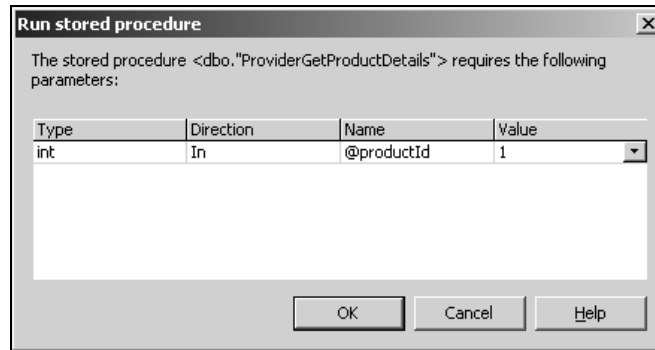 Run stored procedure
The stored procedure <dbo."ProviderGetProductDetails"> requires the following
parameters:
Type Direction Name Value
int In @productId 1
OK Cancel Help